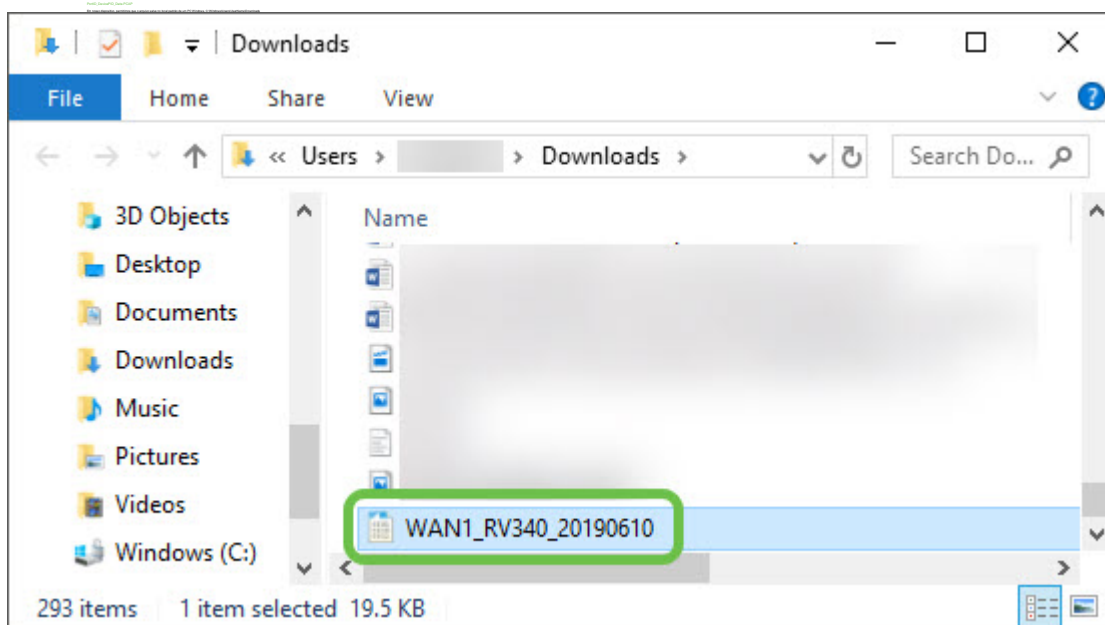 Downloads
File Home Share View
« Users > > Downloads >
Search Do...
Name
3D Objects
Desktop
Documents
Downloads
Music
Pictures
Videos
Windows (C:)
WAN1_RV340_20190610
293 items 1 item selected 19.5 KB